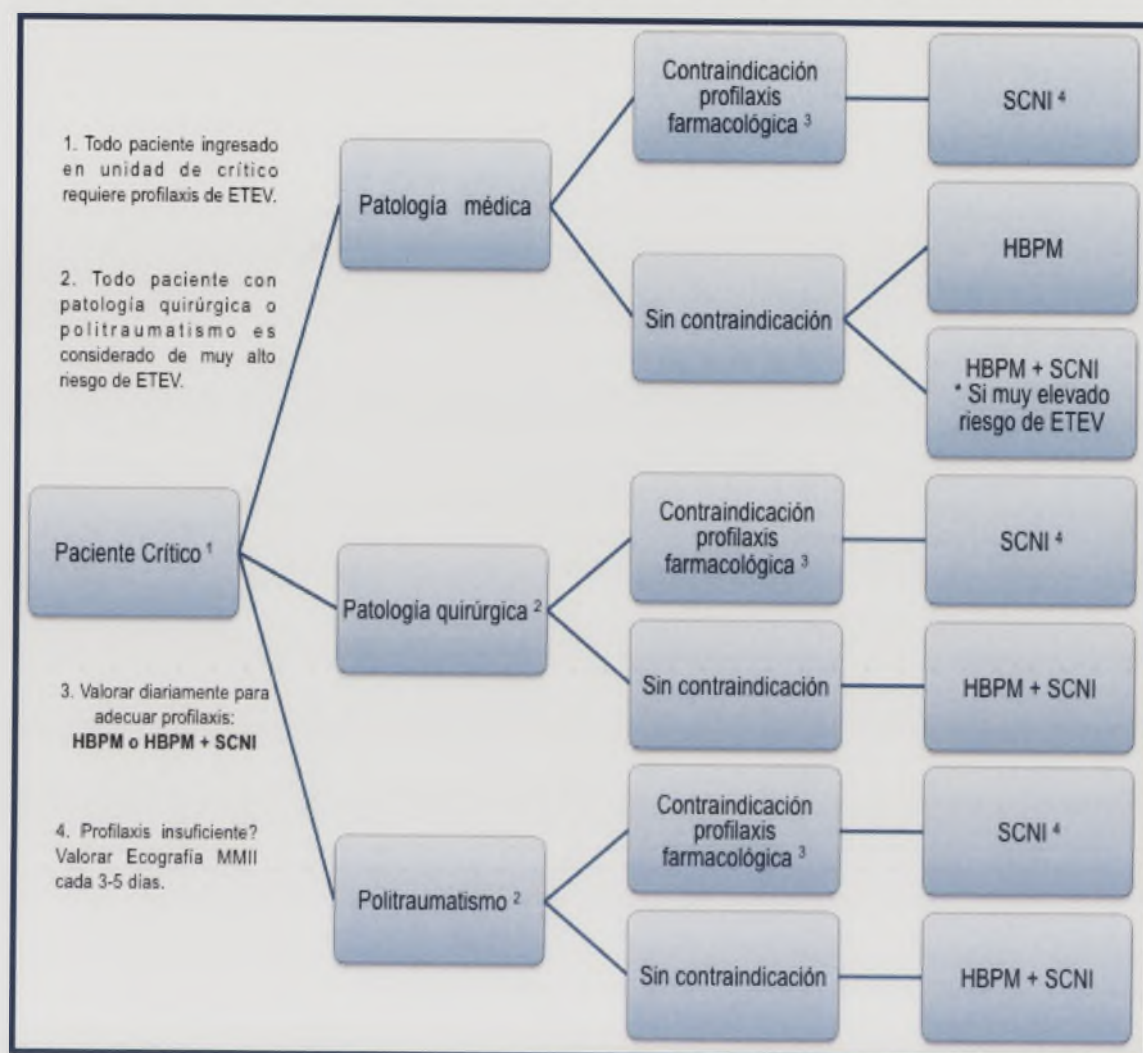 1. Todo paciente ingresado
en unidad de crítico
requiere profilaxis de ETEV.
2. Todo paciente con
patología quirúrgica o
politraumatismo es
considerado de muy alto
riesgo de ETEV.
Paciente Crítico ¹
3. Valorar diariamente para
adecuar profilaxis:
HBPM o HBPM + SCNI
4. Profilaxis insuficiente?
Valorar Ecografía MMII
cada 3-5 días.
Patología médica
Contraindicación
profilaxis
farmacológica ³
SCNI ⁴
Sin contraindicación
HBPM
HBPM + SCNI
* Si muy elevado
riesgo de ETEV
Patología quirúrgica ²
Contraindicación
profilaxis
farmacológica ³
SCNI ⁴
Sin contraindicación
HBPM + SCNI
Politraumatismo ²
Contraindicación
profilaxis
farmacológica ³
SCNI ⁴
Sin contraindicación
HBPM + SCNI